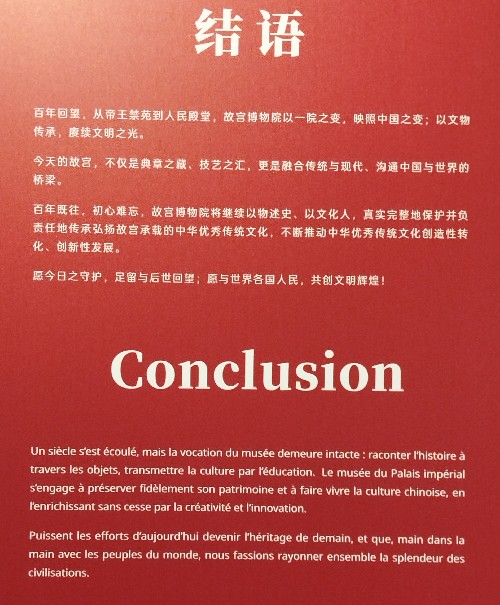 结语
百年回望，从帝王禁苑到人民殿堂，故宫博物院以一院之变，映照中国之变；以文物
传承，赓续文明之光。
今天的故宫，不仅是典章之藏、技艺之汇，更是融合传统与现代、沟通中国与世界的
桥梁。
百年既往，初心难忘，故宫博物院将继续以物述史、以文化人，真实完整地保护并负
责任地传承弘扬故宫承载的中华优秀传统文化，不断推动中华优秀传统文化创造性转
化、创新性发展。
愿今日之守护，足留与后世回望；愿与世界各国人民，共创文明辉煌！
Conclusion
Un siècle s’est écoulé, mais la vocation du musée demeure intacte : raconter l’histoire à
travers les objets, transmettre la culture par l’éducation. Le musée du Palais impérial
s’engage à préserver fidèlement son patrimoine et à faire vivre la culture chinoise, en
l’enrichissant sans cesse par la créativité et l’innovation.
Puissent les efforts d’aujourd’hui devenir l’héritage de demain, et que, main dans la
main avec les peuples du monde, nous fassions rayonner ensemble la splendeur des
civilisations.